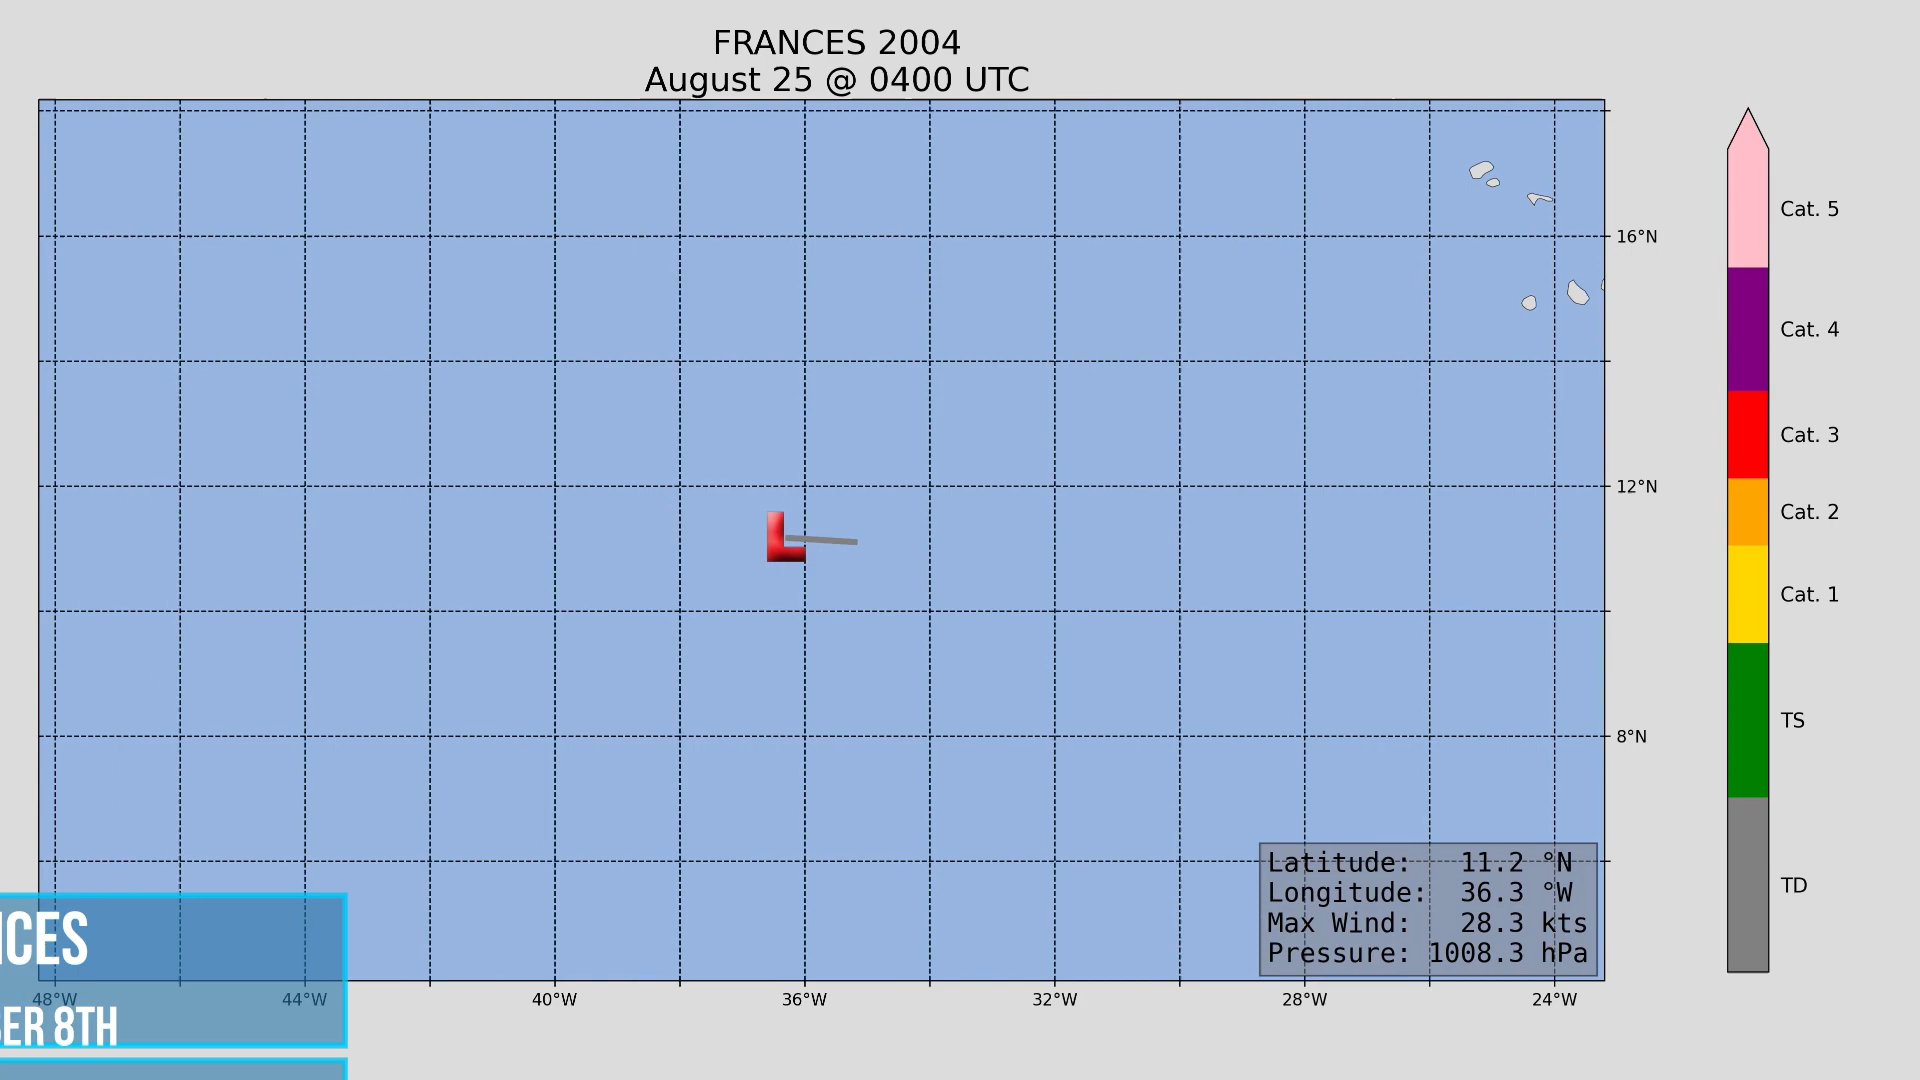 FRANCES 2004
August 25 @ 0400 UTC
Cat. 5
Cat. 4
Cat. 3
Cat. 2
Cat. 1
TS
TD
16°N
12°N
8°N
L
Latitude: 11.2 °N
Longitude: 36.3 °W
Max Wind: 28.3 kts
Pressure: 1008.3 hPa
48°W 44°W 40°W 36°W 32°W 28°W 24°W
NCES
BER 8TH